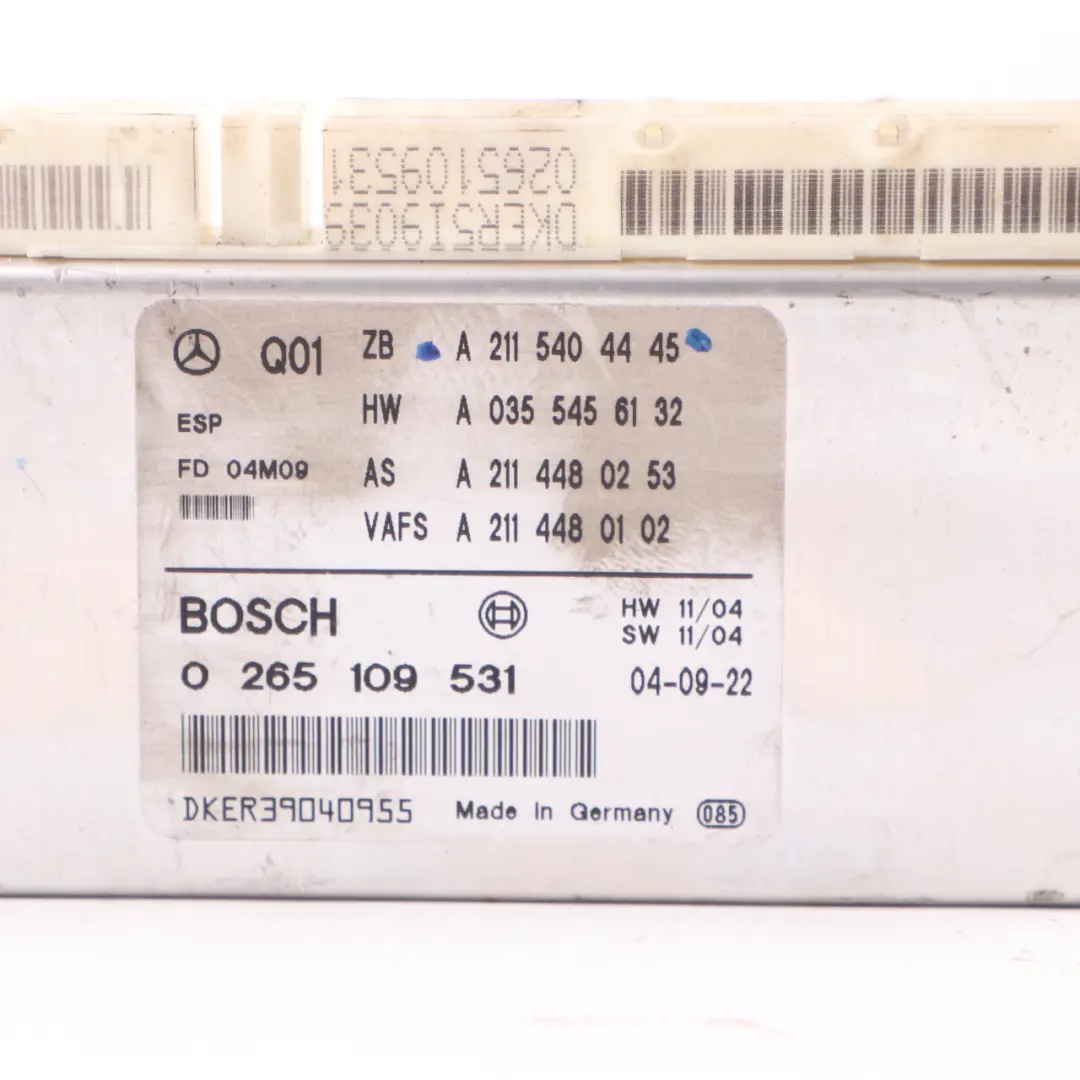 0265109531
DKER519039
Q01 ZB A 211 540 44 45
ESP HW A 035 545 61 32
FD 04M09 AS A 211 448 02 53
VAFS A 211 448 01 02
BOSCH HW 11/04
SW 11/04
0 265 109 531 04-09-22
DKER39040955 Made In Germany 085